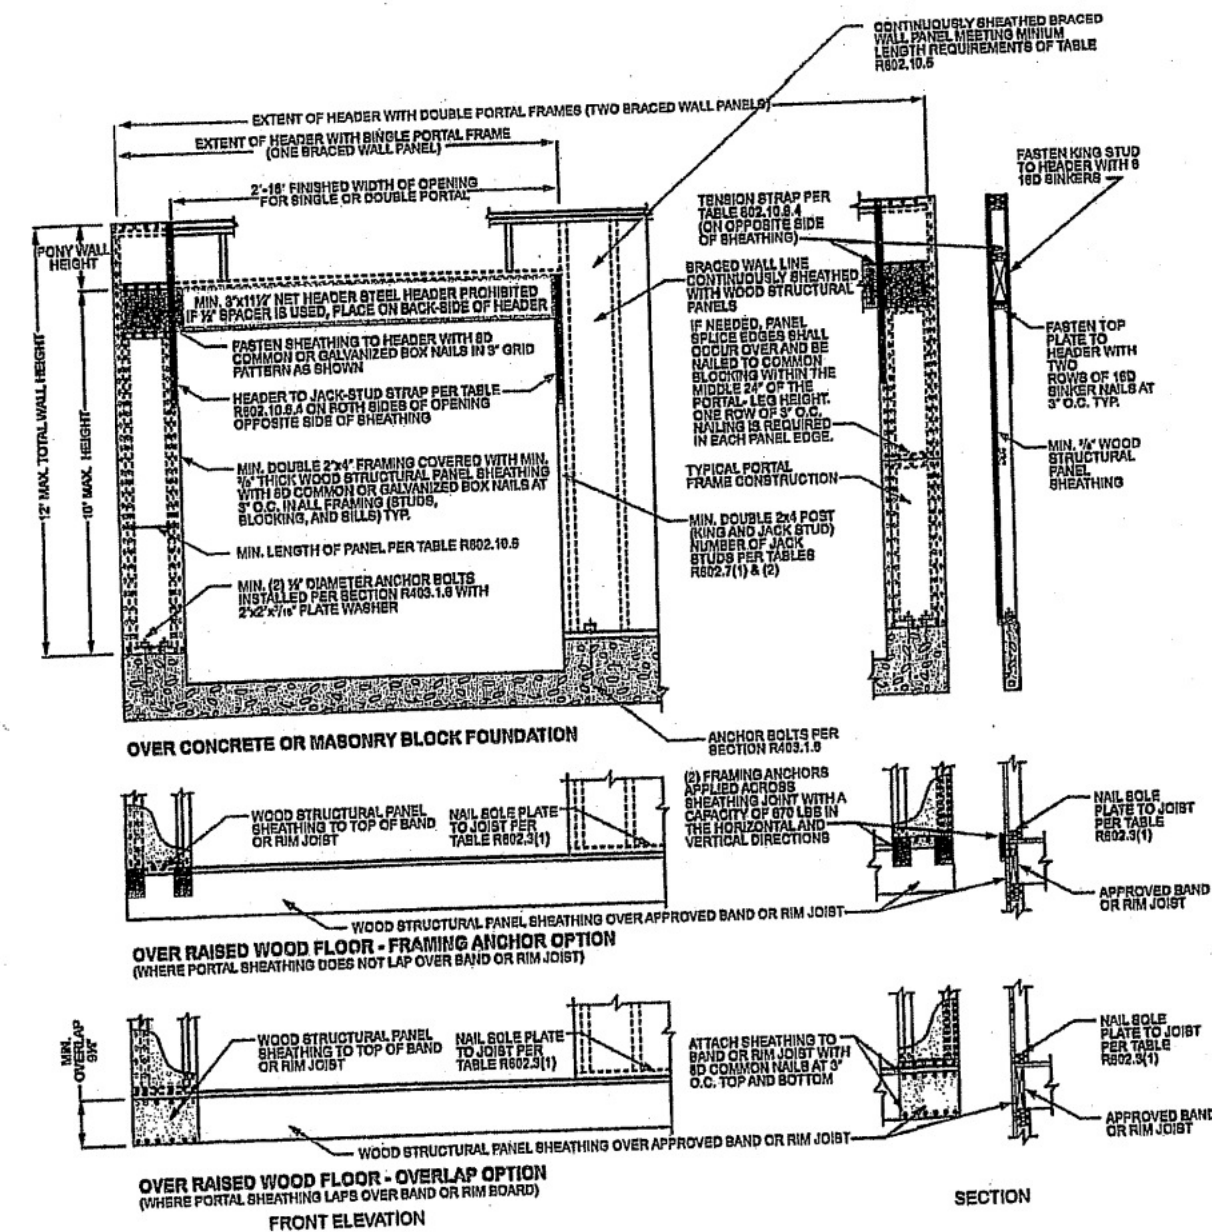 CONTINUOUSLY SHEATHED BRACED
WALL PANEL MEETING MINIUM
LENGTH REQUIREMENTS OF TABLE
R602.10.5
EXTENT OF HEADER WITH DOUBLE PORTAL FRAMES (TWO BRACED WALL PANELS)
EXTENT OF HEADER WITH SINGLE PORTAL FRAME
(ONE BRACED WALL PANEL)
2'-18' FINISHED WIDTH OF OPENING
FOR SINGLE OR DOUBLE PORTAL
FASTEN KING STUD
TO HEADER WITH 6
16D SINKERS
TENSION STRAP PER
TABLE 602.10.6.4
(ON OPPOSITE SIDE
OF SHEATHING)
PONY WALL
HEIGHT
12' MAX. TOTAL WALL HEIGHT
10' MAX. HEIGHT
MIN. 3"x11½" NET HEADER STEEL HEADER PROHIBITED
IF ½" SPACER IS USED, PLACE ON BACK-SIDE OF HEADER
BRACED WALL LINE
CONTINUOUSLY SHEATHED
WITH WOOD STRUCTURAL
PANELS
FASTEN SHEATHING TO HEADER WITH 8D
COMMON OR GALVANIZED BOX NAILS IN 3" GRID
PATTERN AS SHOWN
IF NEEDED, PANEL
SPLICE EDGES SHALL
OCCUR OVER AND BE
NAILED TO COMMON
BLOCKING WITHIN THE
MIDDLE 24" OF THE
PORTAL- LEG HEIGHT.
ONE ROW OF 3" O.C.
NAILING IS REQUIRED
IN EACH PANEL EDGE.
FASTEN TOP
PLATE TO
HEADER WITH
TWO
ROWS OF 16D
SINKER NAILS AT
3" O.C. TYP.
HEADER TO JACK-STUD STRAP PER TABLE
R602.10.6.4 ON BOTH SIDES OF OPENING
OPPOSITE SIDE OF SHEATHING
MIN. ⅜" WOOD
STRUCTURAL
PANEL
SHEATHING
MIN. DOUBLE 2"x4" FRAMING COVERED WITH MIN.
⅜" THICK WOOD STRUCTURAL PANEL SHEATHING
WITH 8D COMMON OR GALVANIZED BOX NAILS AT
3" O.C. IN ALL FRAMING (STUDS,
BLOCKING, AND SILLS) TYP.
TYPICAL PORTAL
FRAME CONSTRUCTION
MIN. LENGTH OF PANEL PER TABLE R602.10.5
MIN. DOUBLE 2x4 POST
(KING AND JACK STUD)
NUMBER OF JACK
STUDS PER TABLES
R602.7(1) & (2)
MIN. (2) ½" DIAMETER ANCHOR BOLTS
INSTALLED PER SECTION R403.1.6 WITH
2"x2"x³⁄₁₆" PLATE WASHER
OVER CONCRETE OR MASONRY BLOCK FOUNDATION
ANCHOR BOLTS PER
SECTION R403.1.6
WOOD STRUCTURAL PANEL
SHEATHING TO TOP OF BAND
OR RIM JOIST
NAIL SOLE PLATE
TO JOIST PER
TABLE R602.3(1)
(2) FRAMING ANCHORS
APPLIED ACROSS
SHEATHING JOINT WITH A
CAPACITY OF 670 LBS IN
THE HORIZONTAL AND
VERTICAL DIRECTIONS
NAIL SOLE
PLATE TO JOIST
PER TABLE
R602.3(1)
APPROVED BAND
OR RIM JOIST
WOOD STRUCTURAL PANEL SHEATHING OVER APPROVED BAND OR RIM JOIST
OVER RAISED WOOD FLOOR - FRAMING ANCHOR OPTION
(WHERE PORTAL SHEATHING DOES NOT LAP OVER BAND OR RIM JOIST)
MIN.
OVERLAP
9¼"
WOOD STRUCTURAL PANEL
SHEATHING TO TOP OF BAND
OR RIM JOIST
NAIL SOLE PLATE
TO JOIST PER
TABLE R602.3(1)
ATTACH SHEATHING TO
BAND OR RIM JOIST WITH
8D COMMON NAILS AT 3"
O.C. TOP AND BOTTOM
NAIL SOLE
PLATE TO JOIST
PER TABLE
R602.3(1)
APPROVED BAND
OR RIM JOIST
WOOD STRUCTURAL PANEL SHEATHING OVER APPROVED BAND OR RIM JOIST
OVER RAISED WOOD FLOOR - OVERLAP OPTION
(WHERE PORTAL SHEATHING LAPS OVER BAND OR RIM BOARD)
FRONT ELEVATION
SECTION